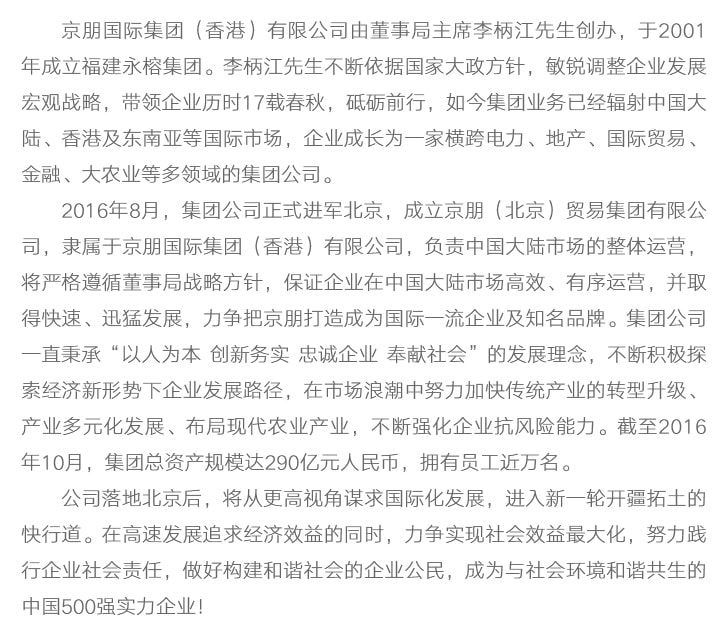 京朋国际集团（香港）有限公司由董事局主席李柄江先生创办，于2001
年成立福建永榕集团。李柄江先生不断依据国家大政方针，敏锐调整企业发展
宏观战略，带领企业历时17载春秋，砥砺前行，如今集团业务已经辐射中国大
陆、香港及东南亚等国际市场，企业成长为一家横跨电力、地产、国际贸易、
金融、大农业等多领域的集团公司。
2016年8月，集团公司正式进军北京，成立京朋（北京）贸易集团有限公
司，隶属于京朋国际集团（香港）有限公司，负责中国大陆市场的整体运营，
将严格遵循董事局战略方针，保证企业在中国大陆市场高效、有序运营，并取
得快速、迅猛发展，力争把京朋打造成为国际一流企业及知名品牌。集团公司
一直秉承“以人为本 创新务实 忠诚企业 奉献社会”的发展理念，不断积极探
索经济新形势下企业发展路径，在市场浪潮中努力加快传统产业的转型升级、
产业多元化发展、布局现代农业产业，不断强化企业抗风险能力。截至2016
年10月，集团总资产规模达290亿元人民币，拥有员工近万名。
公司落地北京后，将从更高视角谋求国际化发展，进入新一轮开疆拓土的
快行道。在高速发展追求经济效益的同时，力争实现社会效益最大化，努力践
行企业社会责任，做好构建和谐社会的企业公民，成为与社会环境和谐共生的
中国500强实力企业！